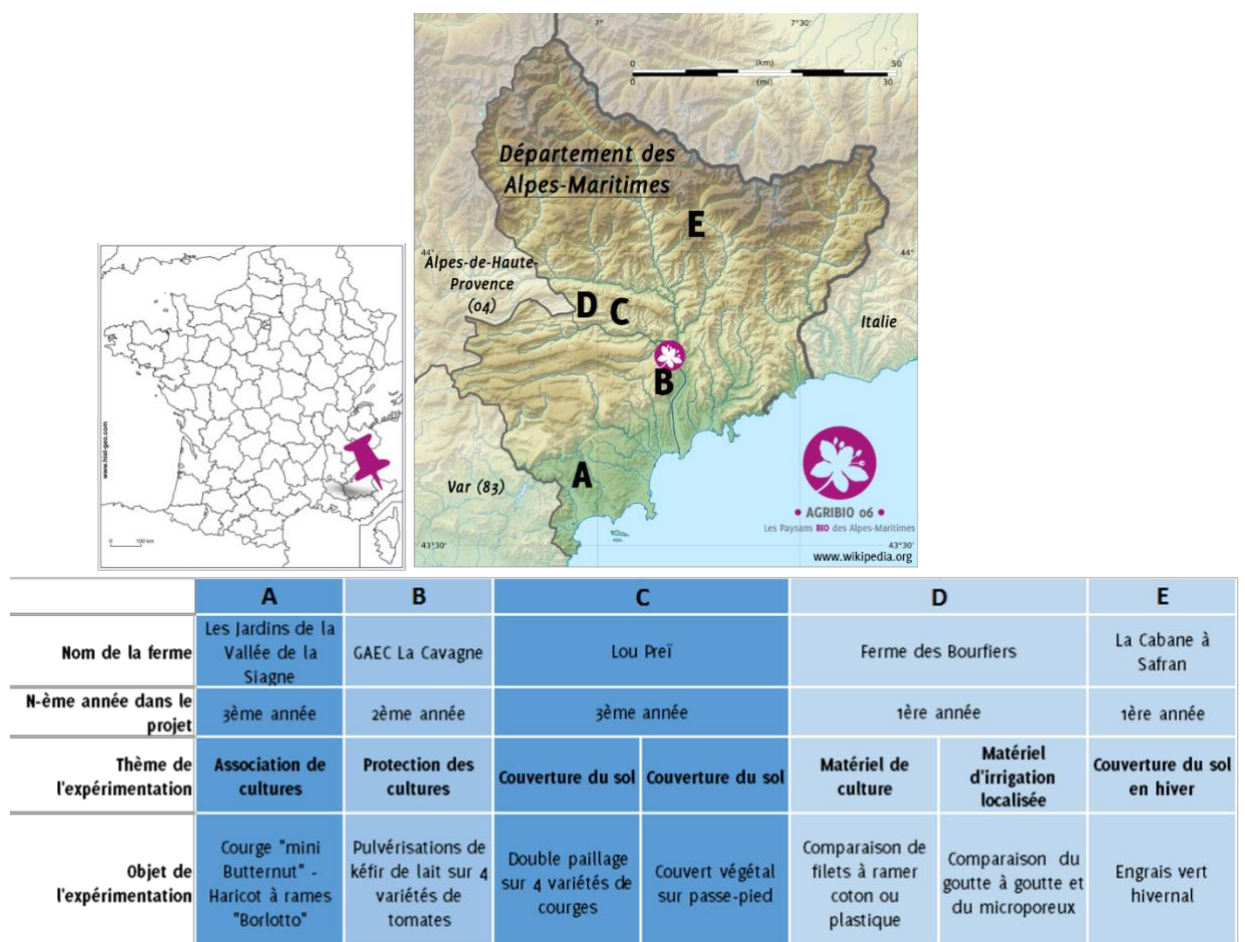 7°
7°30'
0
(km)
50
0
(mi)
30
Département des
Alpes-Maritimes
E
44°
44°
Alpes-de-Haute-
Provence
(04)
D
C
Italie
B
A
Var (83)
• AGRIBIO 06 •
Les Paysans BIO des Alpes-Maritimes
43°30'
43°30'
www.wikipedia.org
www.hist-geo.com
0
100 km
A
B
C
D
E
Nom de la ferme
Les Jardins de la
Vallée de la
Siagne
GAEC La Cavagne
Lou Preï
Ferme des Bourfiers
La Cabane à
Safran
N-ème année dans le
projet
3ème année
2ème année
3ème année
1ère année
1ère année
Thème de
l'expérimentation
Association de
cultures
Protection des
cultures
Couverture du sol
Couverture du sol
Matériel de
culture
Matériel
d'irrigation
localisée
Couverture du sol
en hiver
Objet de
l'expérimentation
Courge "mini
Butternut" -
Haricot à rames
"Borlotto"
Pulvérisations de
kéfir de lait sur 4
variétés de
tomates
Double paillage
sur 4 variétés de
courges
Couvert végétal
sur passe-pied
Comparaison de
filets à ramer
coton ou
plastique
Comparaison du
goutte à goutte et
du microporeux
Engrais vert
hivernal